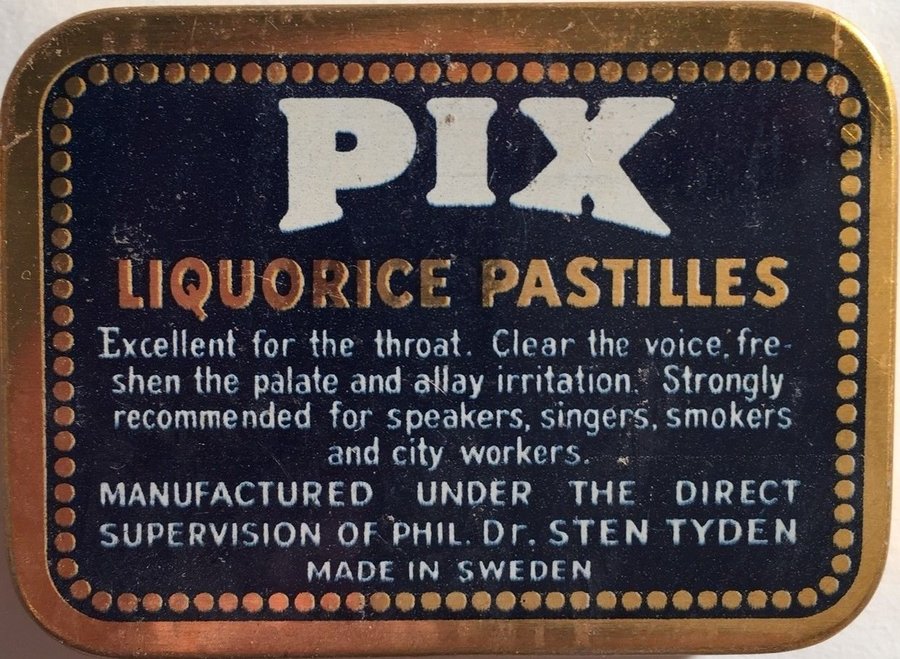 PIX
LIQUORICE PASTILLES
Excellent for the throat. Clear the voice, fre-
shen the palate and allay irritation. Strongly
recommended for speakers, singers, smokers
and city workers.
MANUFACTURED UNDER THE DIRECT
SUPERVISION OF PHIL. Dr. STEN TYDEN
MADE IN SWEDEN